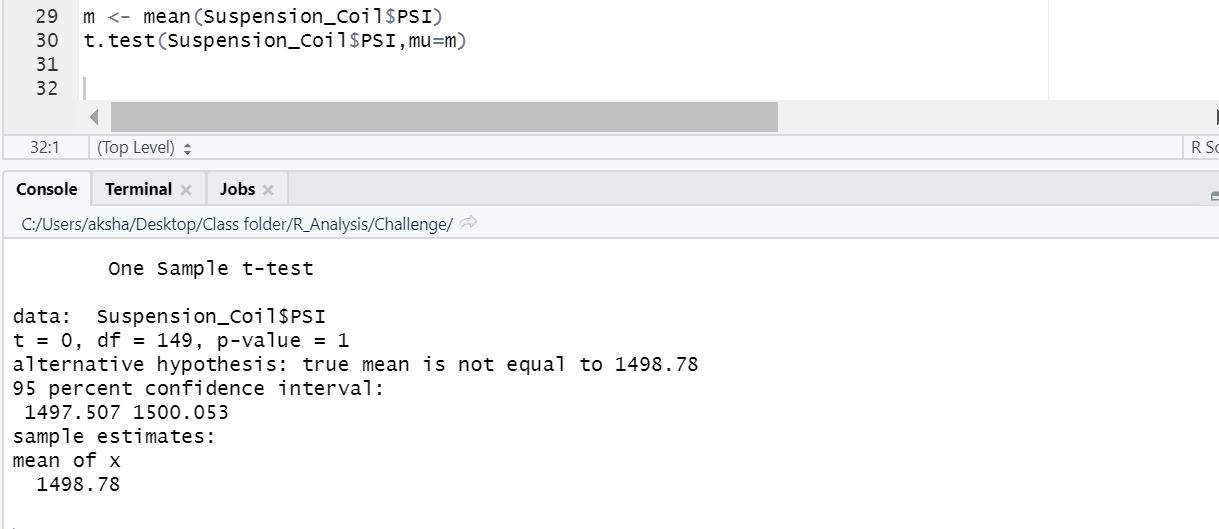 29 m <- mean(Suspension_Coil$PSI)
30 t.test(Suspension_Coil$PSI,mu=m)
31
32
32:1 (Top Level) R Sc
Console Terminal Jobs
C:/Users/aksha/Desktop/Class folder/R_Analysis/Challenge/
One Sample t-test
data: Suspension_Coil$PSI
t = 0, df = 149, p-value = 1
alternative hypothesis: true mean is not equal to 1498.78
95 percent confidence interval:
1497.507 1500.053
sample estimates:
mean of x
1498.78